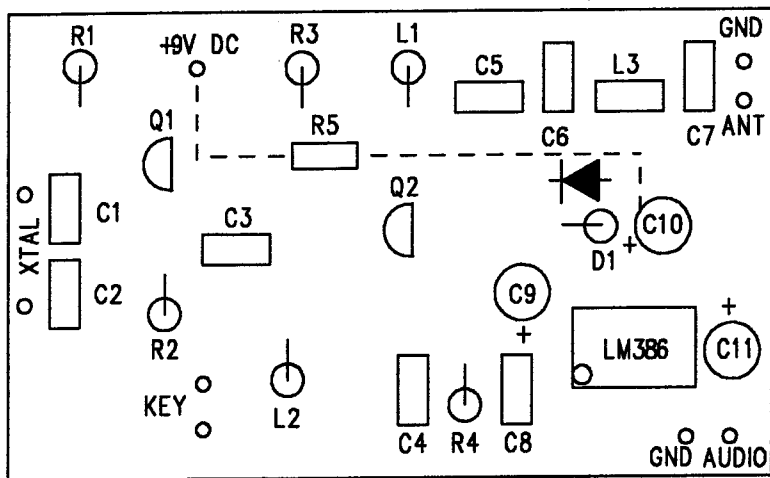 R1 +9V DC R3 L1 GND
C5 L3
Q1 R5 C6 C7 ANT
Q2
XTAL C1 C3 C10
+
D1
C2 C9 +
R2 + LM386 C11
KEY L2
C4 R4 C8
GND AUDIO